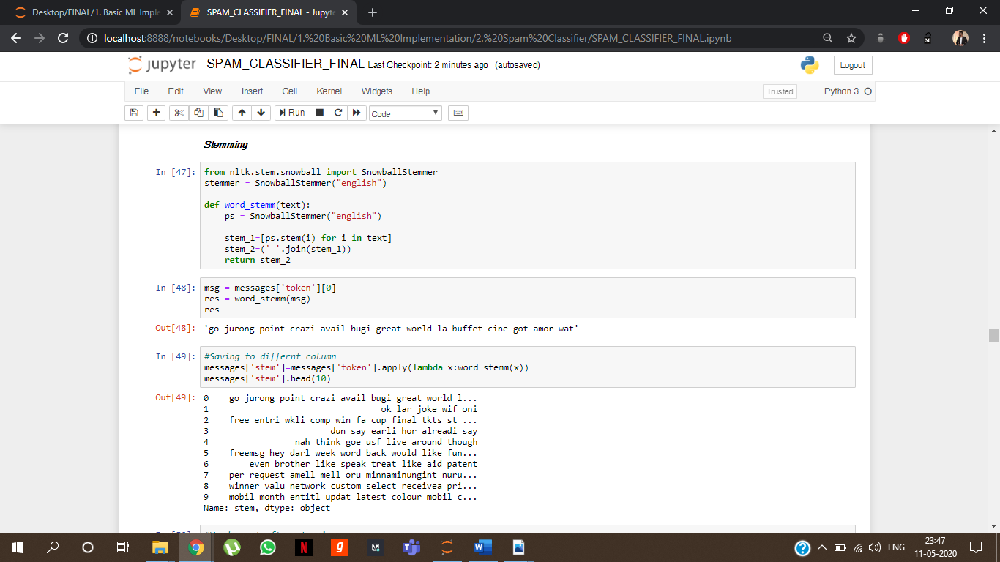 Desktop/FINAL/1. Basic ML Imple
SPAM_CLASSIFIER_FINAL - Jupyte
localhost:8888/notebooks/Desktop/FINAL/1.%20Basic%20ML%20Implementation/2.%20Spam%20Classifier/SPAM_CLASSIFIER_FINAL.ipynb
jupyter SPAM_CLASSIFIER_FINAL Last Checkpoint: 2 minutes ago (autosaved)
Logout
File Edit View Insert Cell Kernel Widgets Help
Trusted
Python 3
Run
Code
Stemming
In [47]: from nltk.stem.snowball import SnowballStemmer
stemmer = SnowballStemmer("english")
def word_stemm(text):
    ps = SnowballStemmer("english")
    stem_1=[ps.stem(i) for i in text]
    stem_2=(' '.join(stem_1))
    return stem_2
In [48]: msg = messages['token'][0]
res = word_stemm(msg)
res
Out[48]: 'go jurong point crazi avail bugi great world la buffet cine got amor wat'
In [49]: #Saving to differnt column
messages['stem']=messages['token'].apply(lambda x:word_stemm(x))
messages['stem'].head(10)
Out[49]: 0 go jurong point crazi avail bugi great world l...
1 ok lar joke wif oni
2 free entri wkli comp win fa cup final tkts st ...
3 dun say earli hor alreadi say
4 nah think goe usf live around though
5 freemsg hey darl week word back would like fun...
6 even brother like speak treat like aid patent
7 per request amell mell oru minnaminungint nuru...
8 winner valu network custom select receivea pri...
9 mobil month entitl updat latest colour mobil c...
Name: stem, dtype: object
ENG
23:47
11-05-2020